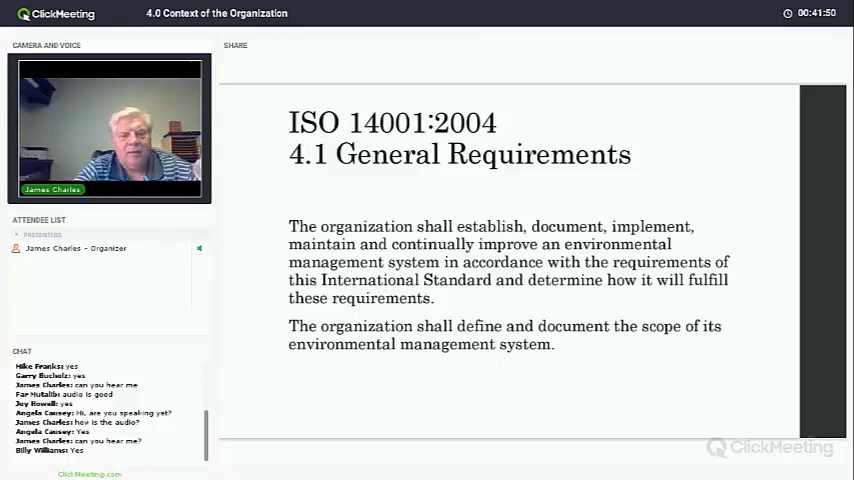 ClickMeeting
4.0 Context of the Organization
00:41:50
CAMERA AND VOICE
SHARE
James Charles
ISO 14001:2004
4.1 General Requirements
The organization shall establish, document, implement,
maintain and continually improve an environmental
management system in accordance with the requirements of
this International Standard and determine how it will fulfill
these requirements.
The organization shall define and document the scope of its
environmental management system.
ATTENDEE LIST
PRESENTERS
James Charles - Organizer
CHAT
Mike Franks: yes
Garry Bucholz: yes
James Charles: can you hear me
Far Mutalib: audio is good
Joy Howell: yes
Angela Causey: Hi, are you speaking yet?
James Charles: how is the audio?
Angela Causey: Yes
James Charles: can you hear me?
Billy Williams: Yes
ClickMeeting.com
ClickMeeting